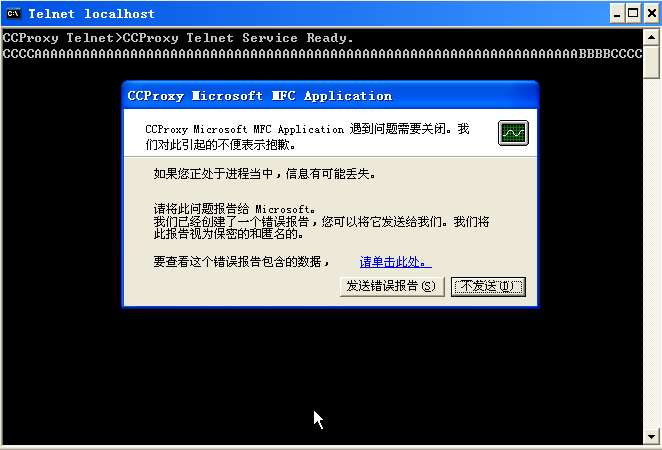 C:\ Telnet localhost
CCProxy Telnet>CCProxy Telnet Service Ready.
CCCCAAAAAAAAAAAAAAAAAAAAAAAAAAAAAAAAAAAAAAAAAAAAAAAAAAAAAAAAAAAAAAAAAAAABBBBCCCC
CCProxy Microsoft MFC Application
CCProxy Microsoft MFC Application 遇到问题需要关闭。我
们对此引起的不便表示抱歉。
如果您正处于进程当中，信息有可能丢失。
请将此问题报告给 Microsoft。
我们已经创建了一个错误报告，您可以将它发送给我们。我们将
此报告视为保密的和匿名的。
要查看这个错误报告包含的数据， 请单击此处。
发送错误报告(S) 不发送(D)